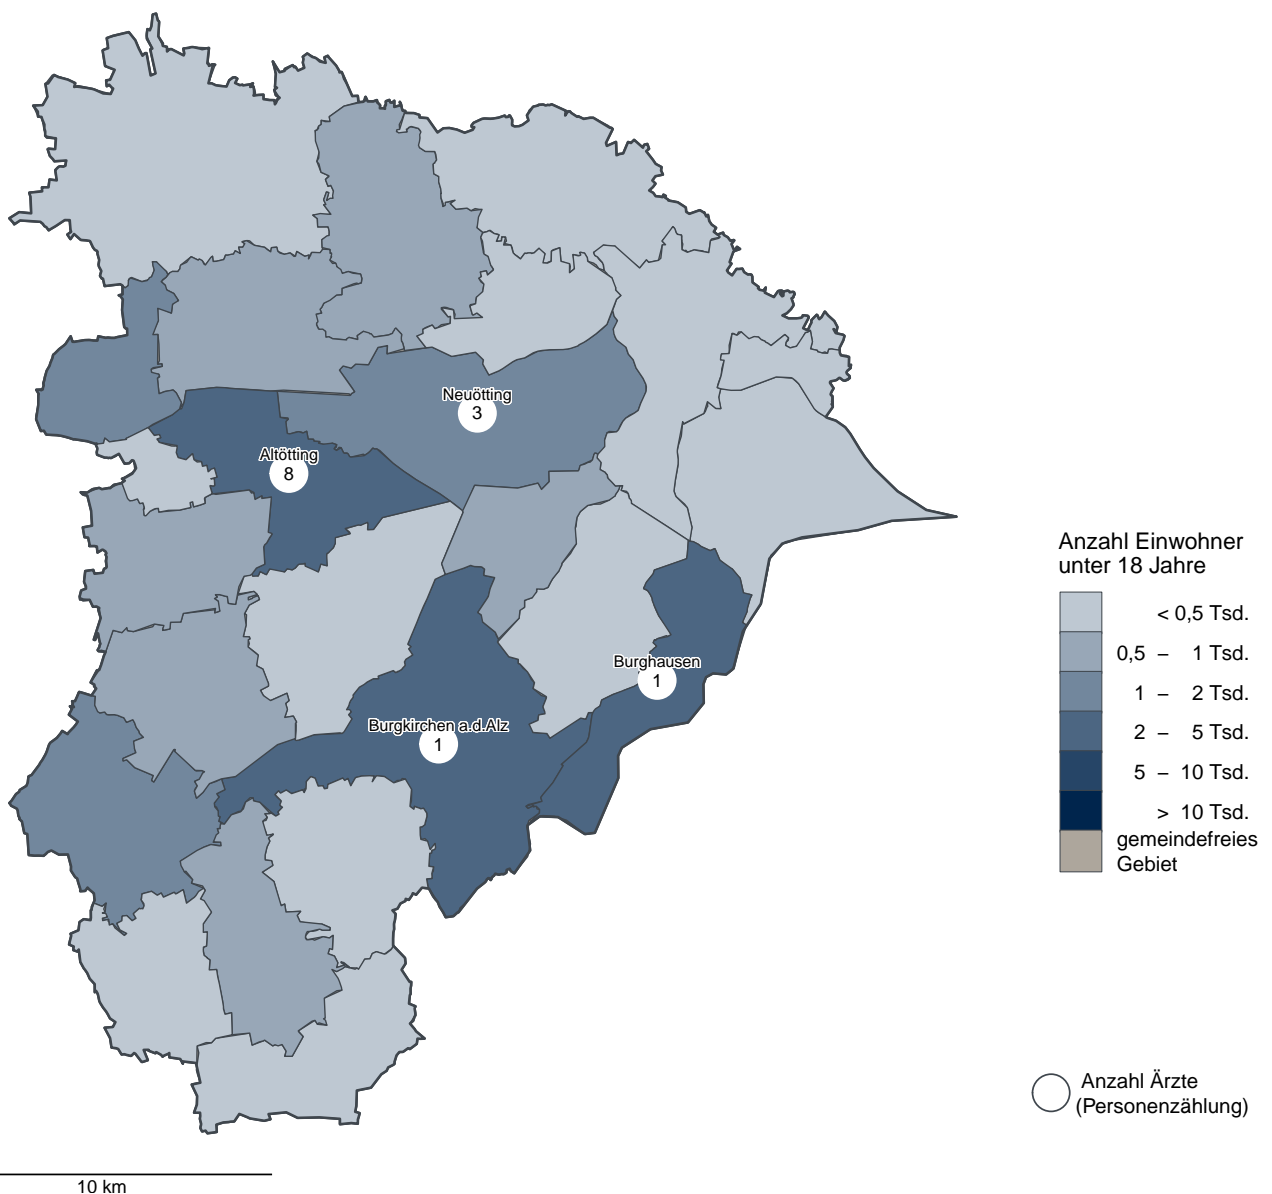 Neuötting
3
Altötting
8
Burghausen
1
Burgkirchen a.d.Alz
1
Anzahl Einwohner
unter 18 Jahre
< 0,5 Tsd.
0,5 – 1 Tsd.
1 – 2 Tsd.
2 – 5 Tsd.
5 – 10 Tsd.
> 10 Tsd.
gemeindefreies
Gebiet
Anzahl Ärzte
(Personenzählung)
10 km